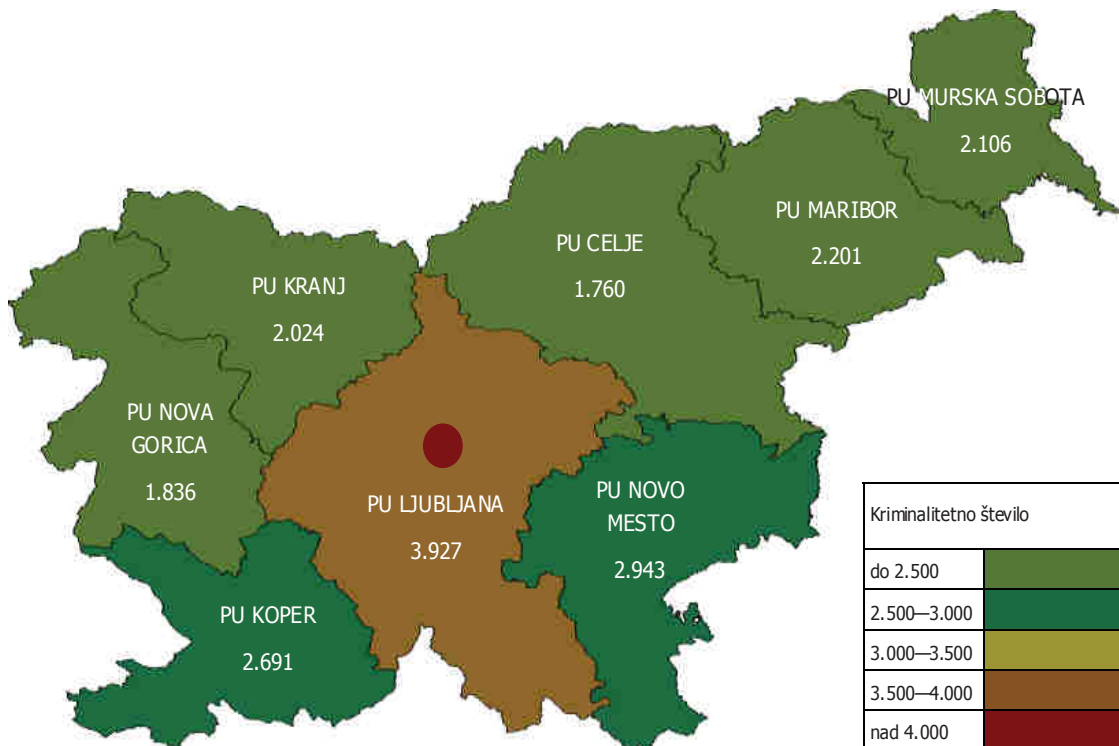 PU MURSKA SOBOTA
2.106
PU MARIBOR
2.201
PU CELJE
1.760
PU KRANJ
2.024
PU NOVA
GORICA
1.836
PU LJUBLJANA
3.927
PU NOVO
MESTO
2.943
PU KOPER
2.691
Kriminalitetno število
do 2.500
2.500—3.000
3.000—3.500
3.500—4.000
nad 4.000